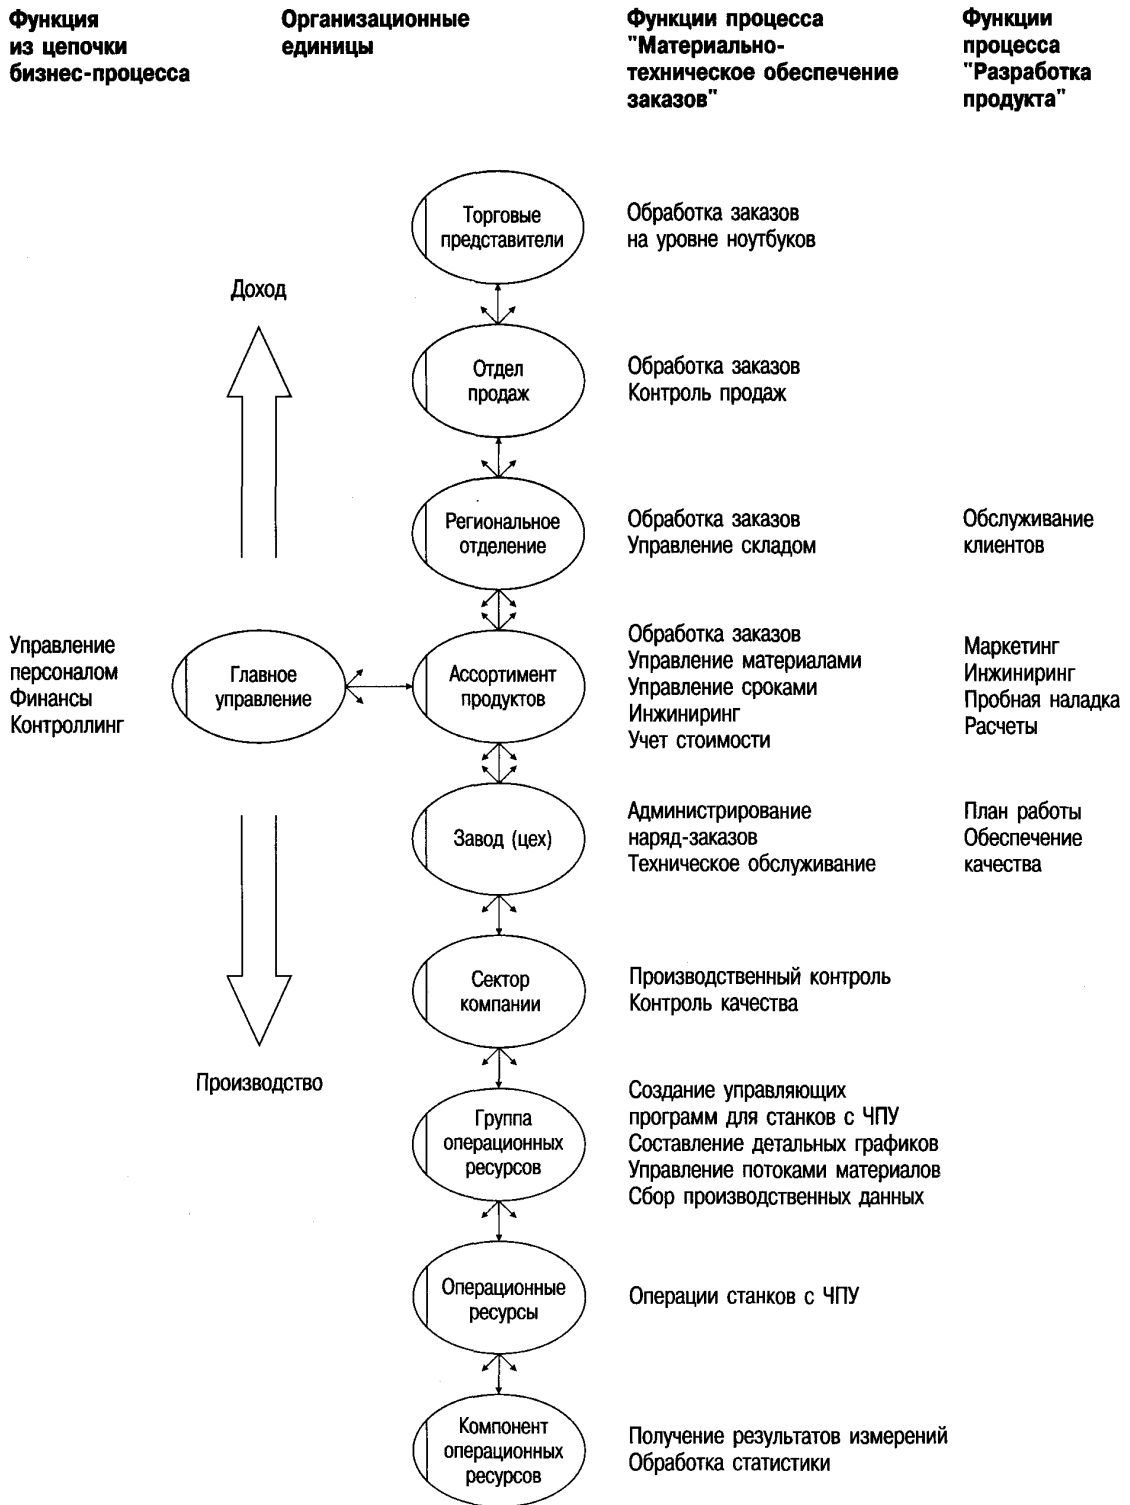 Функция
из цепочки
бизнес-процесса
Организационные
единицы
Функции процесса
"Материально-
техническое обеспечение
заказов"
Функции
процесса
"Разработка
продукта"
Торговые
представители
Обработка заказов
на уровне ноутбуков
Доход
Отдел
продаж
Обработка заказов
Контроль продаж
Региональное
отделение
Обработка заказов
Управление складом
Обслуживание
клиентов
Управление
персоналом
Финансы
Контроллинг
Главное
управление
Ассортимент
продуктов
Обработка заказов
Управление материалами
Управление сроками
Инжиниринг
Учет стоимости
Маркетинг
Инжиниринг
Пробная наладка
Расчеты
Завод (цех)
Администрирование
наряд-заказов
Техническое обслуживание
План работы
Обеспечение
качества
Сектор
компании
Производственный контроль
Контроль качества
Производство
Группа
операционных
ресурсов
Создание управляющих
программ для станков с ЧПУ
Составление детальных графиков
Управление потоками материалов
Сбор производственных данных
Операционные
ресурсы
Операции станков с ЧПУ
Компонент
операционных
ресурсов
Получение результатов измерений
Обработка статистики